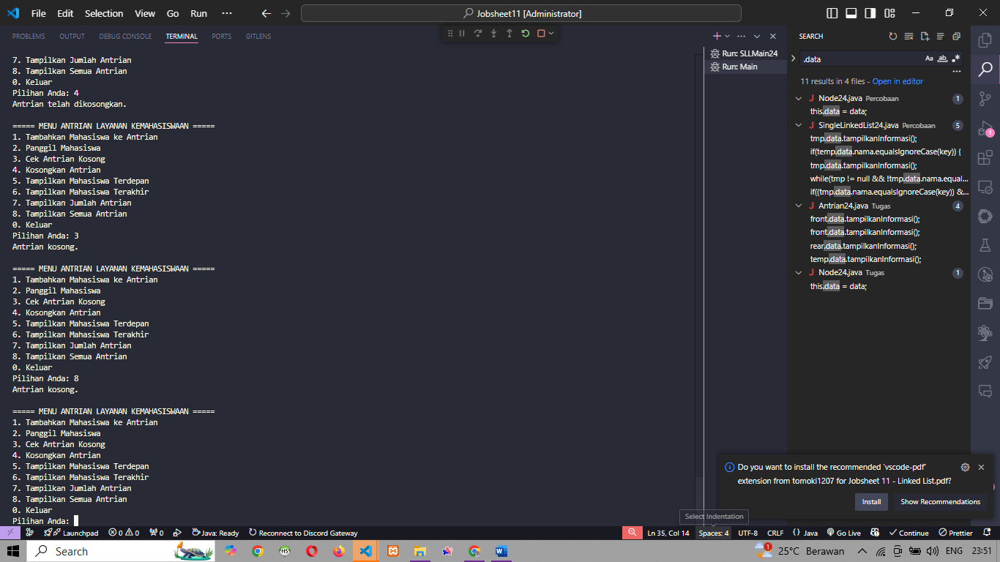 File Edit Selection View Go Run ··· Jobsheet11 [Administrator]
PROBLEMS OUTPUT DEBUG CONSOLE TERMINAL PORTS GITLENS
7. Tampilkan Jumlah Antrian
8. Tampilkan Semua Antrian
0. Keluar
Pilihan Anda: 4
Antrian telah dikosongkan.
===== MENU ANTRIAN LAYANAN KEMAHASISWAAN =====
1. Tambahkan Mahasiswa ke Antrian
2. Panggil Mahasiswa
3. Cek Antrian Kosong
4. Kosongkan Antrian
5. Tampilkan Mahasiswa Terdepan
6. Tampilkan Mahasiswa Terakhir
7. Tampilkan Jumlah Antrian
8. Tampilkan Semua Antrian
0. Keluar
Pilihan Anda: 3
Antrian kosong.
===== MENU ANTRIAN LAYANAN KEMAHASISWAAN =====
1. Tambahkan Mahasiswa ke Antrian
2. Panggil Mahasiswa
3. Cek Antrian Kosong
4. Kosongkan Antrian
5. Tampilkan Mahasiswa Terdepan
6. Tampilkan Mahasiswa Terakhir
7. Tampilkan Jumlah Antrian
8. Tampilkan Semua Antrian
0. Keluar
Pilihan Anda: 8
Antrian kosong.
===== MENU ANTRIAN LAYANAN KEMAHASISWAAN =====
1. Tambahkan Mahasiswa ke Antrian
2. Panggil Mahasiswa
3. Cek Antrian Kosong
4. Kosongkan Antrian
5. Tampilkan Mahasiswa Terdepan
6. Tampilkan Mahasiswa Terakhir
7. Tampilkan Jumlah Antrian
8. Tampilkan Semua Antrian
0. Keluar
Pilihan Anda:
Run: SLLMain24
Run: Main
SEARCH
.data Aa ab .*
11 results in 4 files - Open in editor
J Node24.java Percobaan 1
this.data = data;
J SingleLinkedList24.java Percobaan 5
tmp.data.tampilkanInformasi();
if(temp.data.nama.equalsIgnoreCase(key)) {
tmp.data.tampilkanInformasi();
while(tmp != null && !tmp.data.nama.equal...
if((tmp.data.nama.equalsIgnoreCase(key)) &...
J Antrian24.java Tugas 4
front.data.tampilkanInformasi();
front.data.tampilkanInformasi();
rear.data.tampilkanInformasi();
temp.data.tampilkanInformasi();
J Node24.java Tugas 1
this.data = data;
1
Do you want to install the recommended 'vscode-pdf'
extension from tomoki1207 for Jobsheet 11 - Linked List.pdf?
Install Show Recommendations
Select Indentation
Launchpad 0 0 0 Java: Ready Reconnect to Discord Gateway Ln 35, Col 14 Spaces: 4 UTF-8 CRLF {} Java Go Live Continue Prettier
Search HS 1 25°C Berawan ENG 23:51